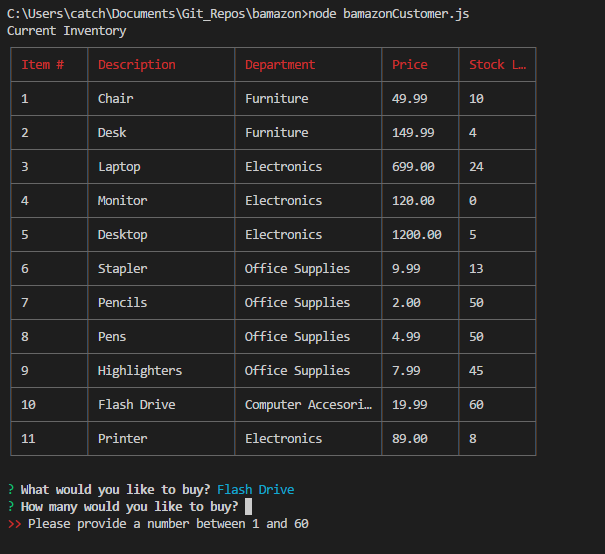 C:\Users\catch\Documents\Git_Repos\bamazon>node bamazonCustomer.js
Current Inventory
Item # Description Department Price Stock L…
1 Chair Furniture 49.99 10
2 Desk Furniture 149.99 4
3 Laptop Electronics 699.00 24
4 Monitor Electronics 120.00 0
5 Desktop Electronics 1200.00 5
6 Stapler Office Supplies 9.99 13
7 Pencils Office Supplies 2.00 50
8 Pens Office Supplies 4.99 50
9 Highlighters Office Supplies 7.99 45
10 Flash Drive Computer Accesori… 19.99 60
11 Printer Electronics 89.00 8
? What would you like to buy? Flash Drive
? How many would you like to buy?
>> Please provide a number between 1 and 60